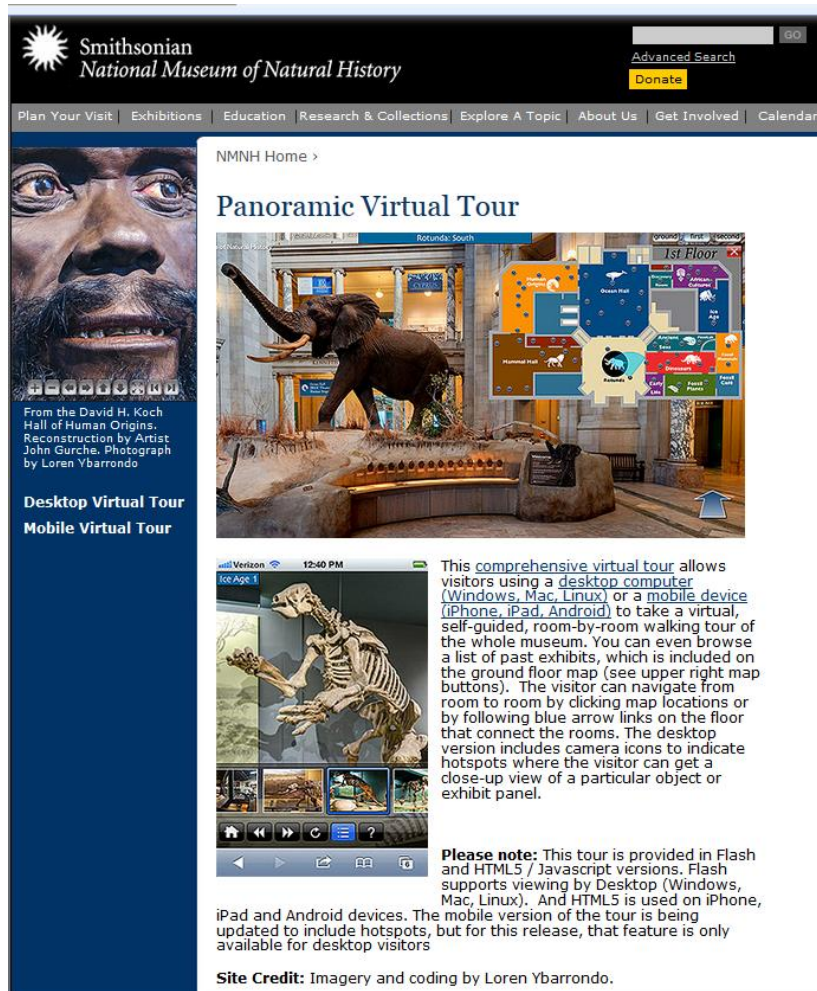 Smithsonian
National Museum of Natural History
GO
Advanced Search
Donate
Plan Your Visit | Exhibitions | Education |Research & Collections| Explore A Topic | About Us | Get Involved | Calendar
NMNH Home ›
Panoramic Virtual Tour
Rotunda: South
ground first second
1st Floor
Ocean Hall
African Cultures
Ice Age
Mammal Hall
Rotunda
Dinosaurs
Early Life
Fossil Plants
CYPRUS
From the David H. Koch
Hall of Human Origins.
Reconstruction by Artist
John Gurche. Photograph
by Loren Ybarrondo
Desktop Virtual Tour
Mobile Virtual Tour
Verizon 12:40 PM
Ice Age 1
?
6
This comprehensive virtual tour allows
visitors using a desktop computer
(Windows, Mac, Linux) or a mobile device
(iPhone, iPad, Android) to take a virtual,
self-guided, room-by-room walking tour of
the whole museum. You can even browse
a list of past exhibits, which is included on
the ground floor map (see upper right map
buttons). The visitor can navigate from
room to room by clicking map locations or
by following blue arrow links on the floor
that connect the rooms. The desktop
version includes camera icons to indicate
hotspots where the visitor can get a
close-up view of a particular object or
exhibit panel.
Please note: This tour is provided in Flash
and HTML5 / Javascript versions. Flash
supports viewing by Desktop (Windows,
Mac, Linux). And HTML5 is used on iPhone,
iPad and Android devices. The mobile version of the tour is being
updated to include hotspots, but for this release, that feature is only
available for desktop visitors
Site Credit: Imagery and coding by Loren Ybarrondo.